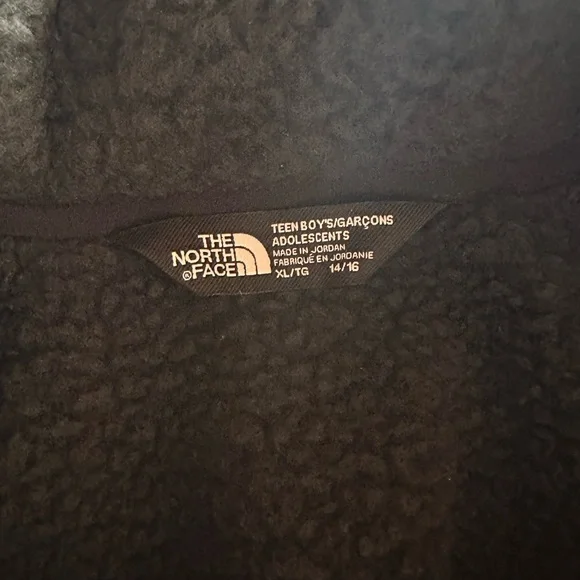 THE
NORTH
®FACE
TEEN BOY'S/GARÇONS
ADOLESCENTS
MADE IN JORDAN
FABRIQUÉ EN JORDANIE
XL/TG 14/16